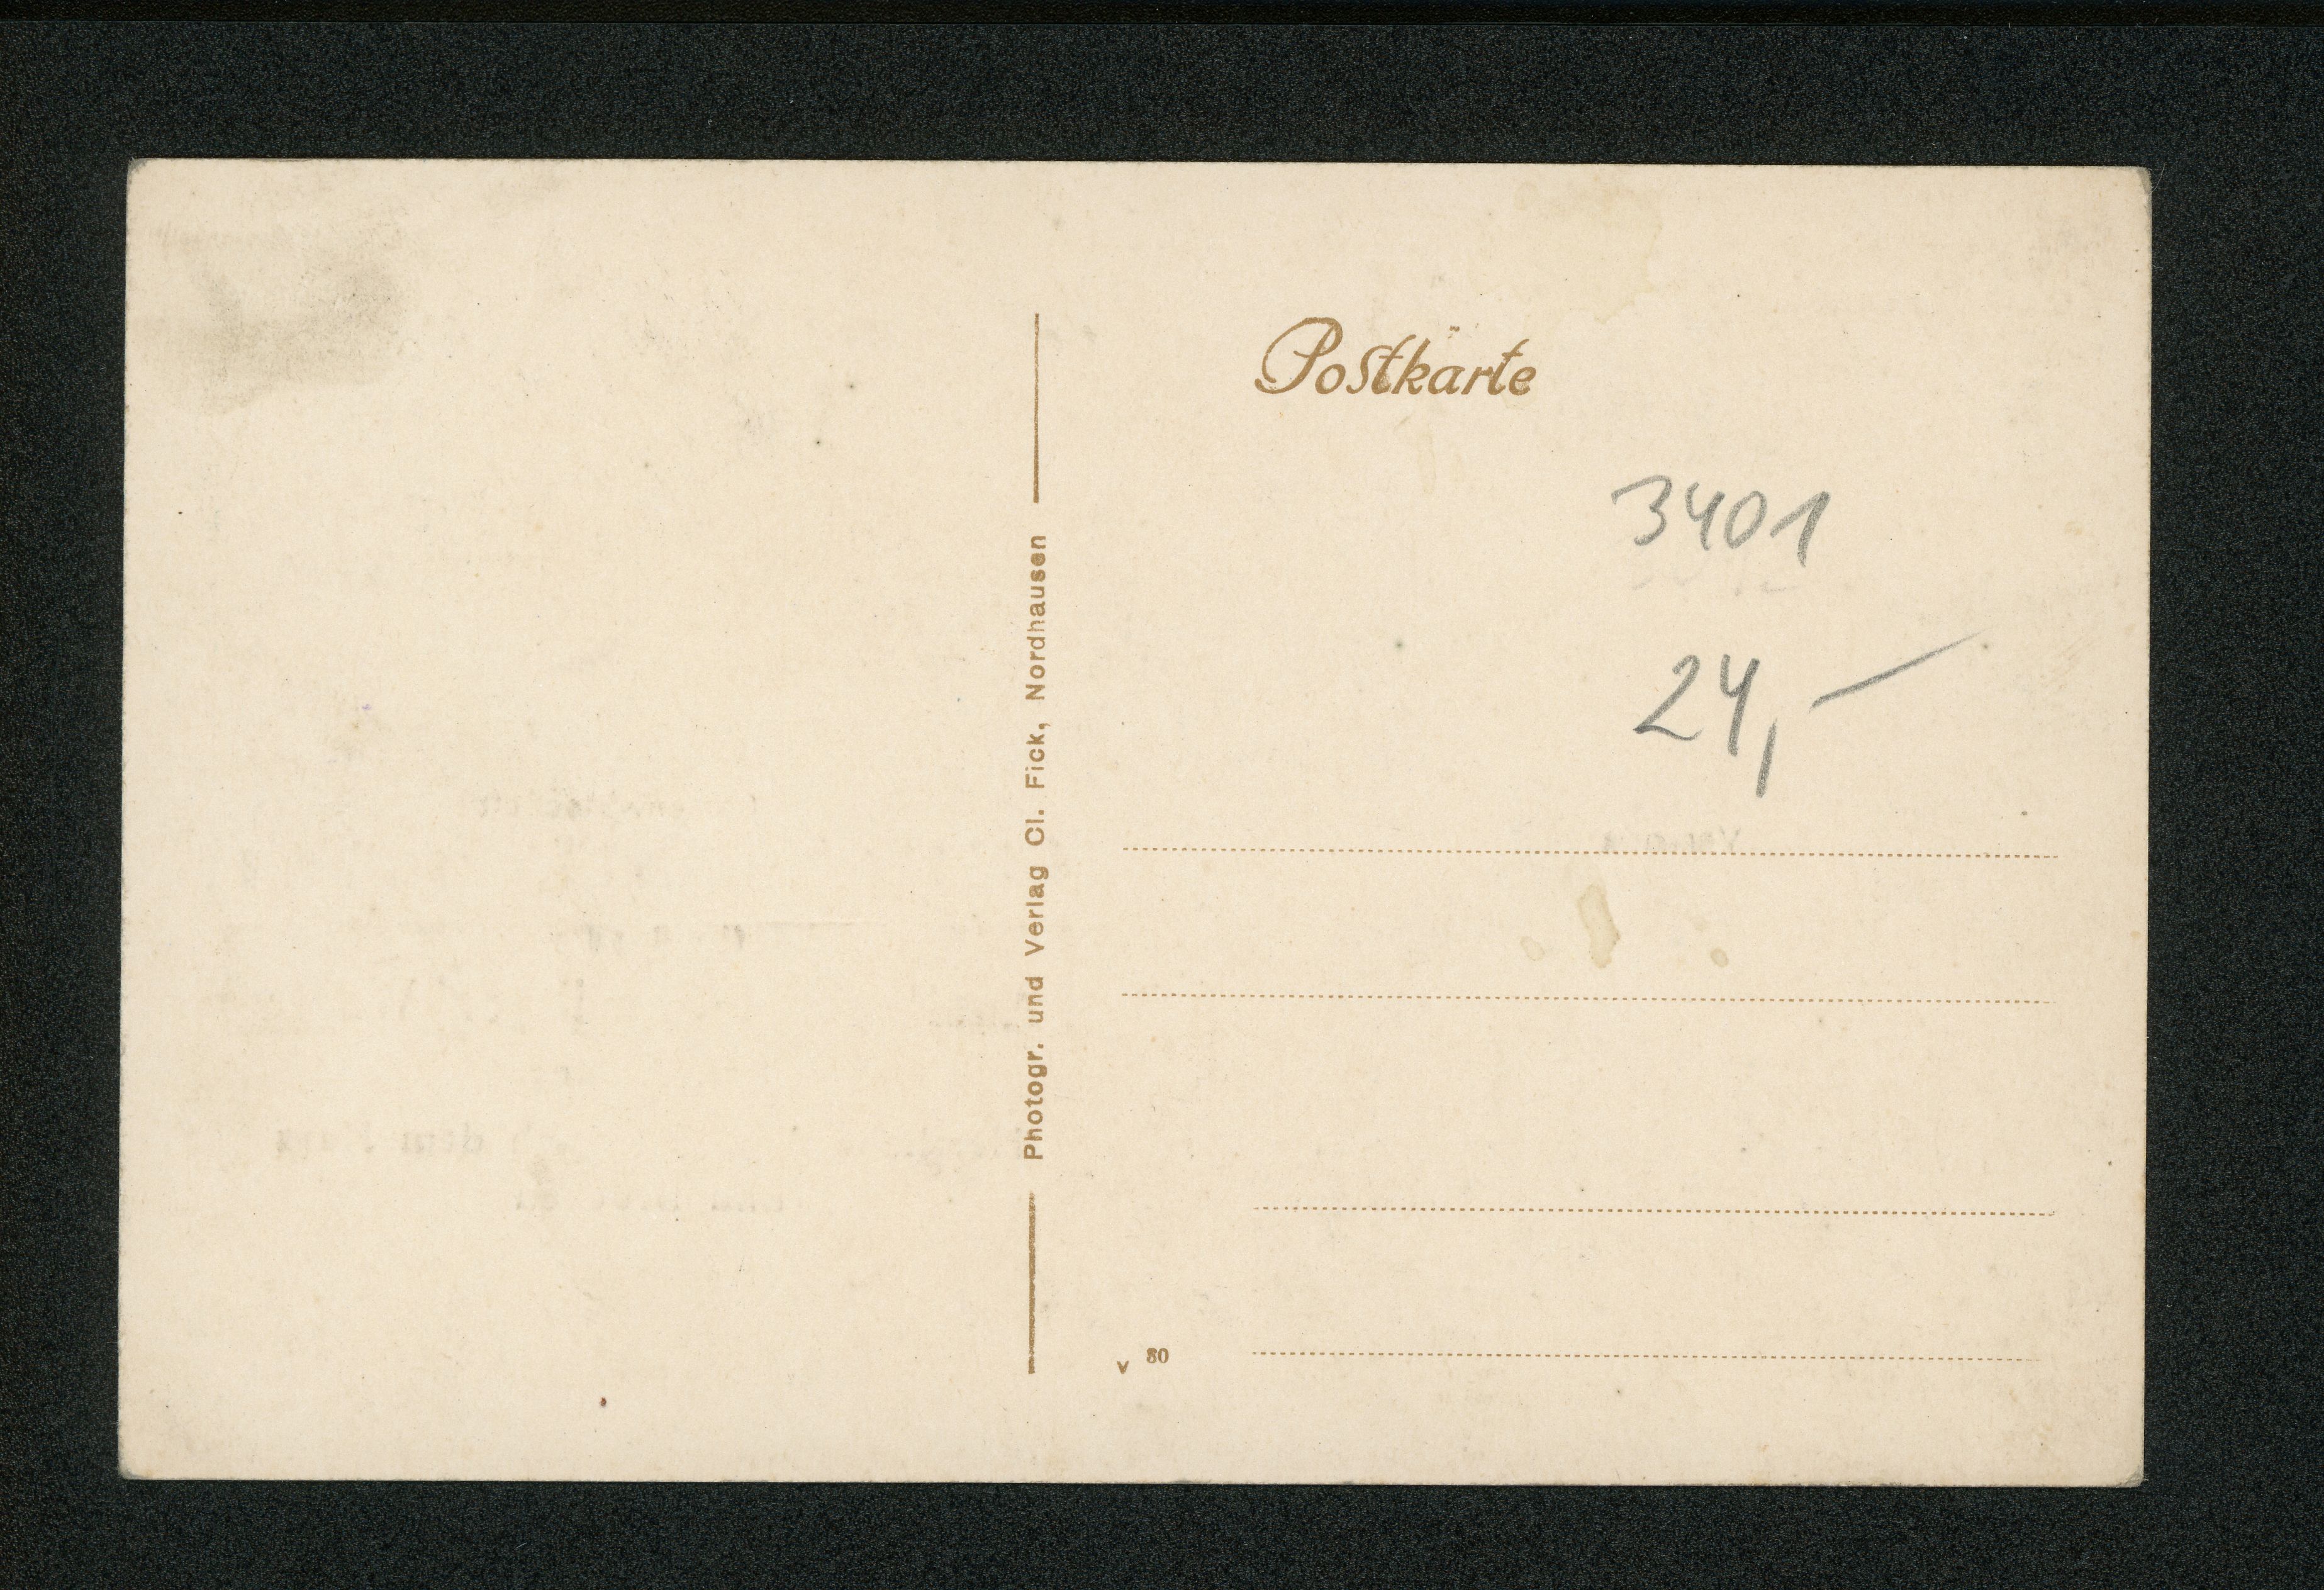 Postkarte
3401
24,—
Photogr. und Verlag Cl. Fick, Nordhausen
v 80